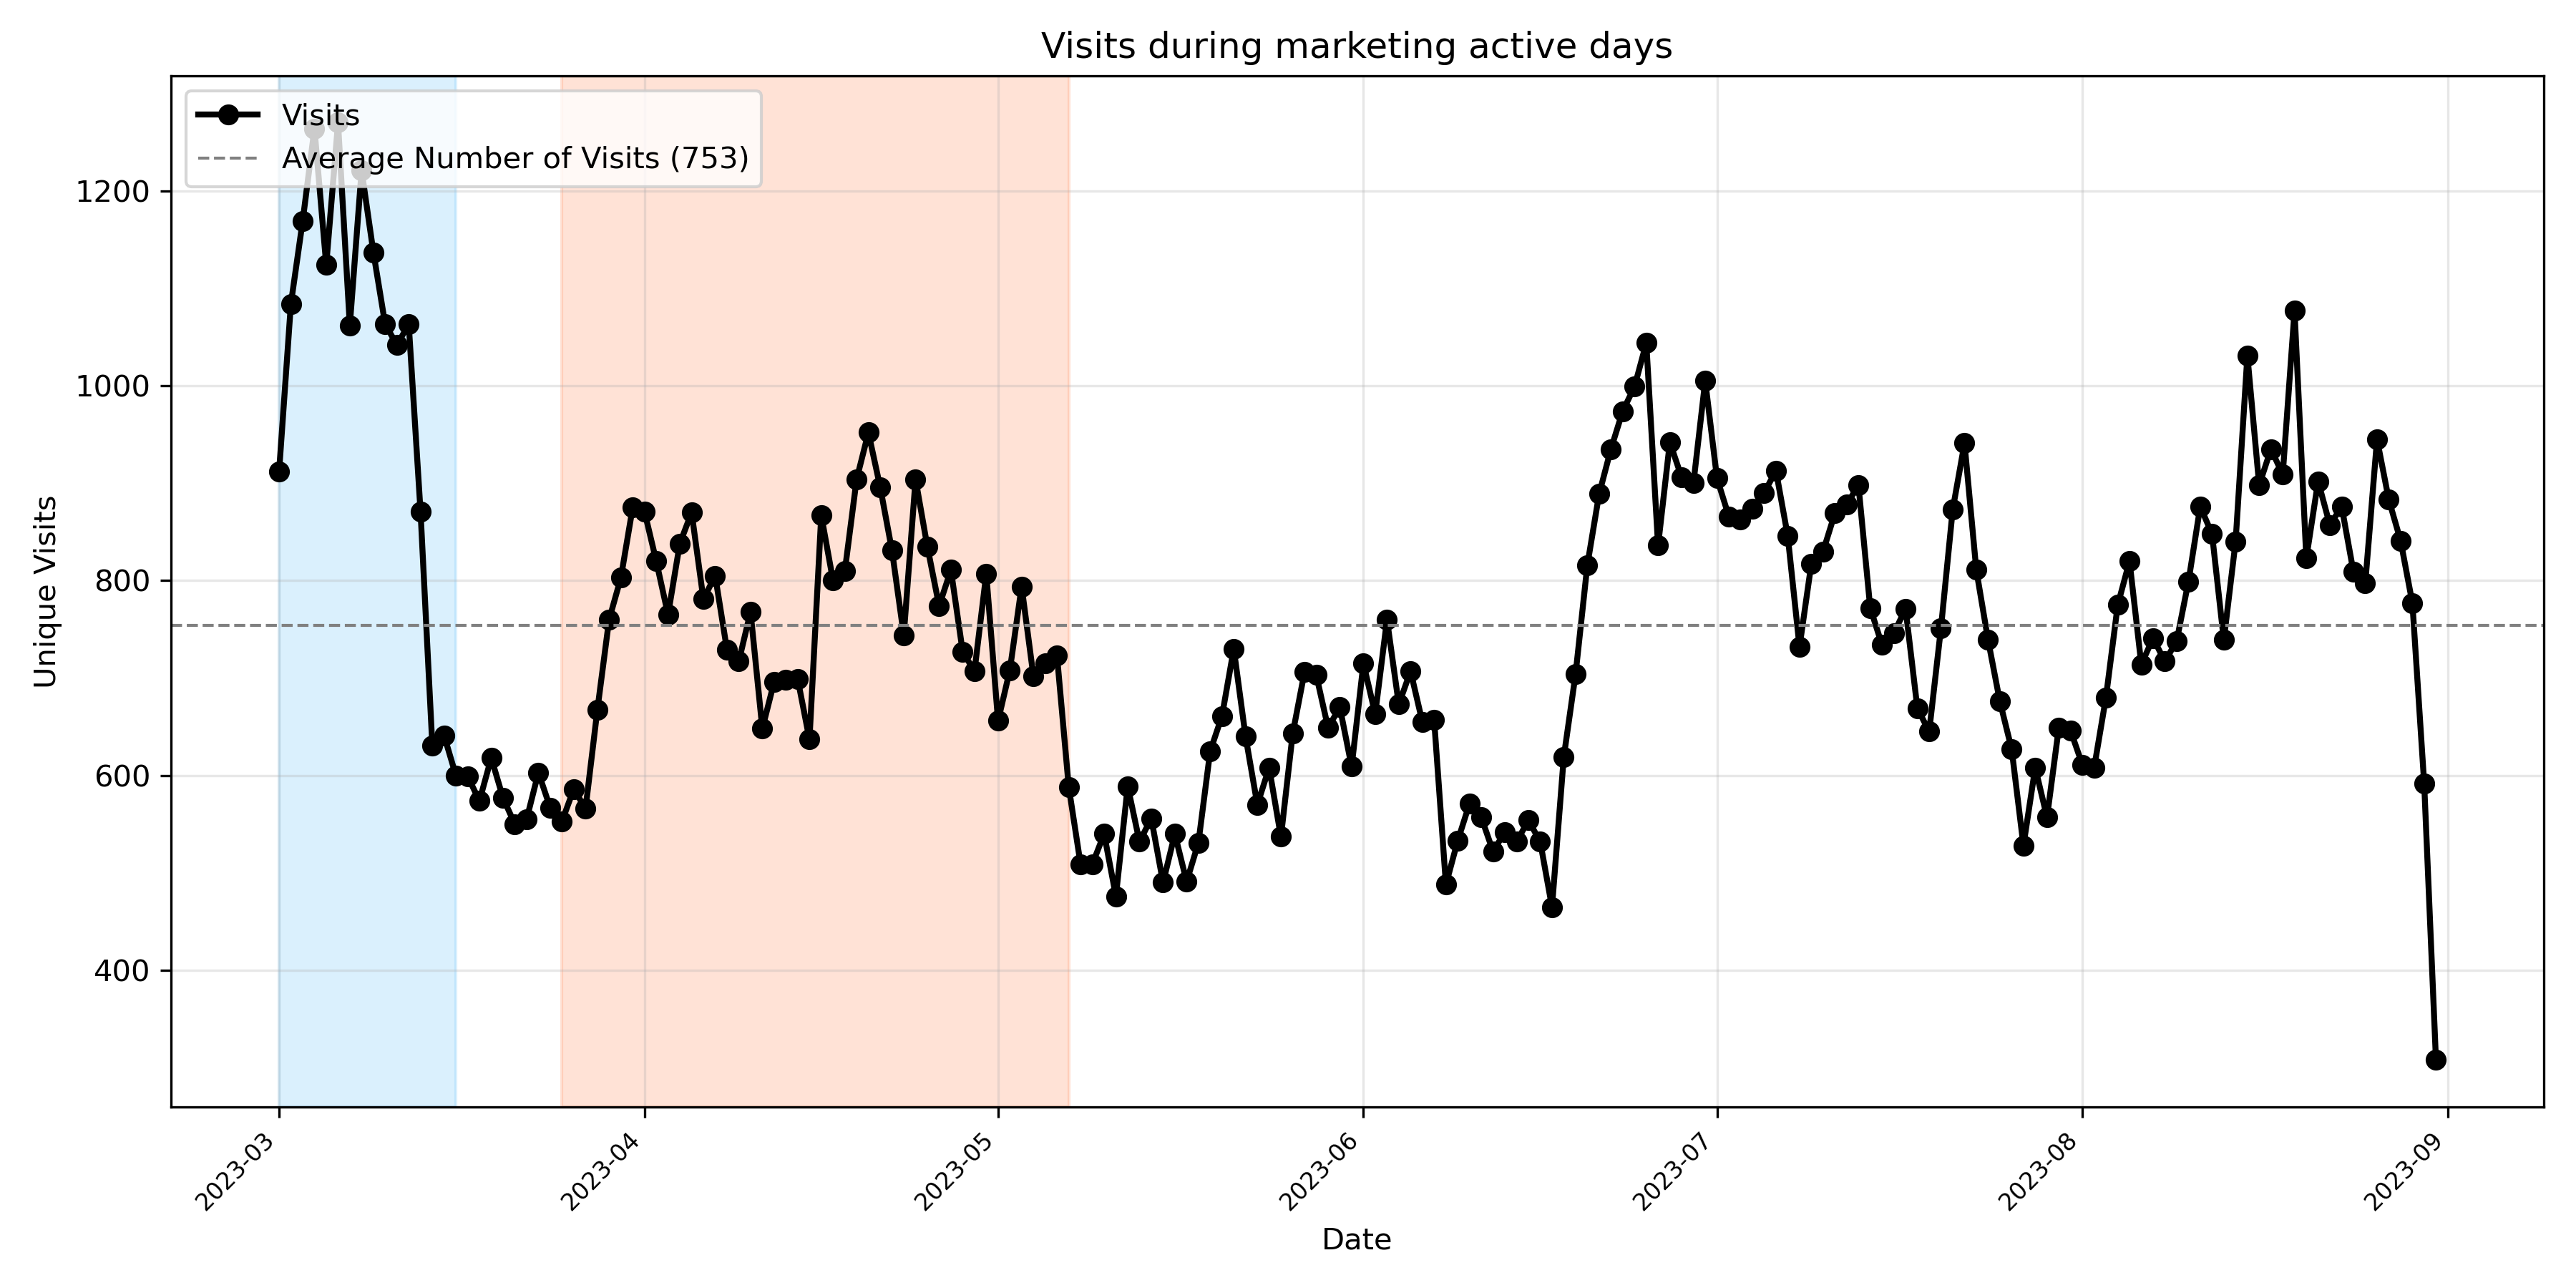 Visits during marketing active days
Visits
Average Number of Visits (753)
Unique Visits
1200
1000
800
600
400
2023-03
2023-04
2023-05
2023-06
2023-07
2023-08
2023-09
Date